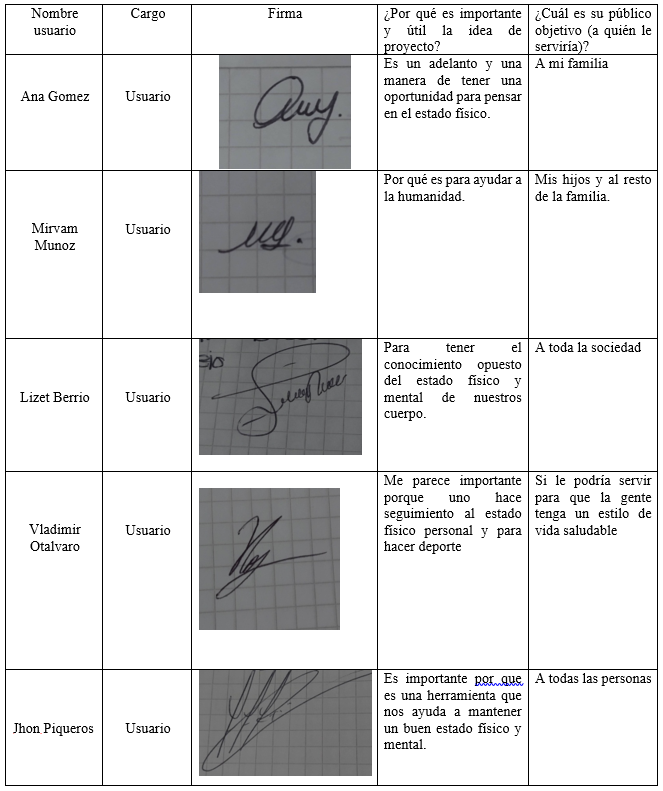 Nombre usuario
Cargo
Firma
¿Por qué es importante
y útil la idea de
proyecto?
¿Cuál es su público
objetivo (a quién le
serviría)?
Ana Gomez
Usuario
Es un adelanto y una
manera de tener una
oportunidad para pensar
en el estado físico.
A mi familia
Mirvam
Munoz
Usuario
Por qué es para ayudar a
la humanidad.
Mis hijos y al resto
de la familia.
Lizet Berrio
Usuario
Para tener el
conocimiento opuesto
del estado físico y
mental de nuestros
cuerpo.
A toda la sociedad
Vladimir
Otalvaro
Usuario
Me parece importante
porque uno hace
seguimiento al estado
físico personal y para
hacer deporte
Si le podría servir
para que la gente
tenga un estilo de
vida saludable
Jhon Piqueros
Usuario
Es importante por que
es una herramienta que
nos ayuda a mantener
un buen estado físico y
mental.
A todas las personas